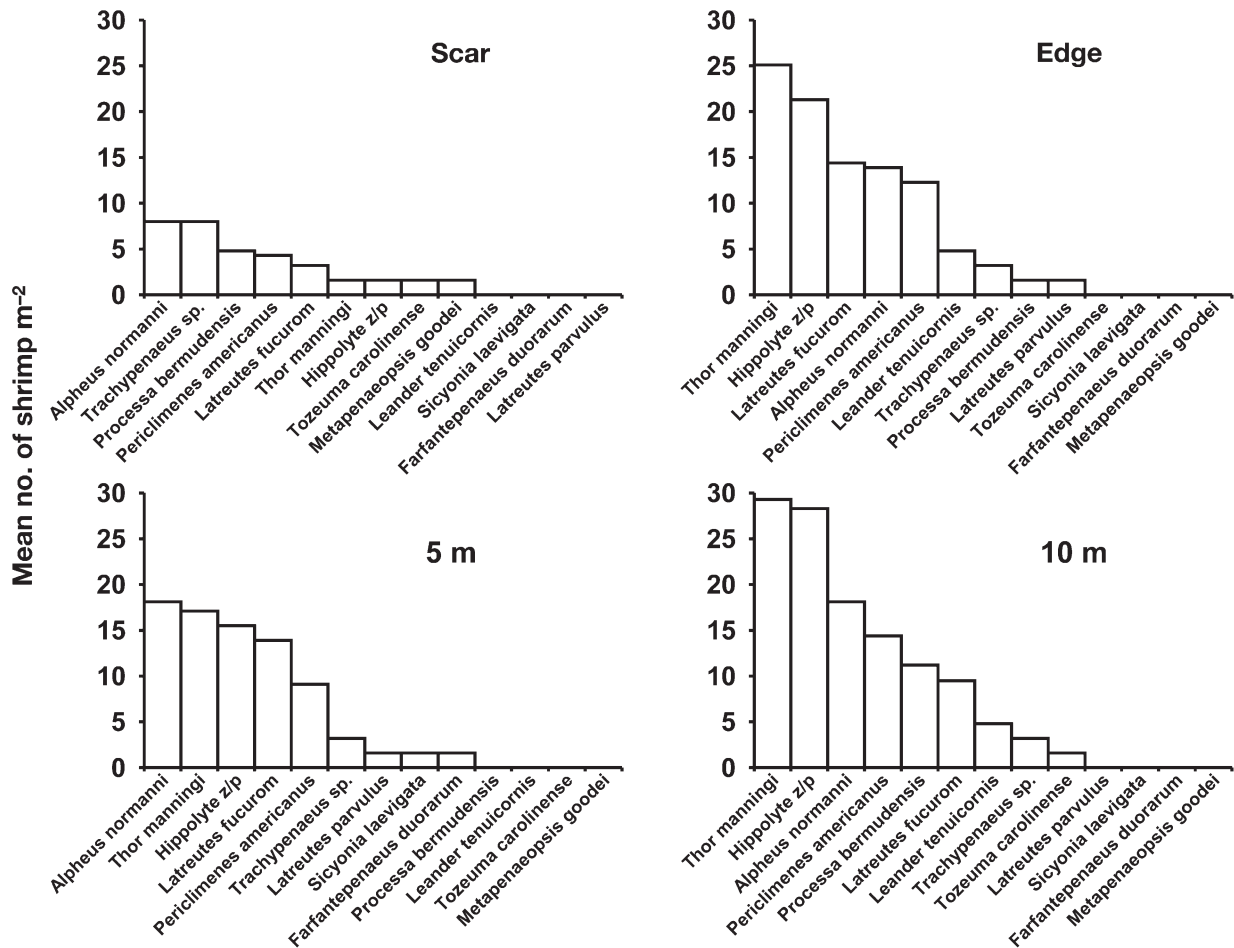 Mean no. of shrimp m–2
Scar
30
25
20
15
10
5
0
Alpheus normanni
Trachypenaeus sp.
Processa bermudensis
Periclimenes americanus
Latreutes fucurom
Thor manningi
Hippolyte z/p
Tozeuma carolinense
Metapenaeopsis goodei
Leander tenuicornis
Sicyonia laevigata
Farfantepenaeus duorarum
Latreutes parvulus
Edge
30
25
20
15
10
5
0
Thor manningi
Hippolyte z/p
Latreutes fucurom
Alpheus normanni
Periclimenes americanus
Leander tenuicornis
Trachypenaeus sp.
Processa bermudensis
Latreutes parvulus
Tozeuma carolinense
Sicyonia laevigata
Farfantepenaeus duorarum
Metapenaeopsis goodei
5 m
30
25
20
15
10
5
0
Alpheus normanni
Thor manningi
Hippolyte z/p
Latreutes fucurom
Periclimenes americanus
Trachypenaeus sp.
Latreutes parvulus
Sicyonia laevigata
Farfantepenaeus duorarum
Processa bermudensis
Leander tenuicornis
Tozeuma carolinense
Metapenaeopsis goodei
10 m
30
25
20
15
10
5
0
Thor manningi
Hippolyte z/p
Alpheus normanni
Periclimenes americanus
Processa bermudensis
Latreutes fucurom
Leander tenuicornis
Trachypenaeus sp.
Tozeuma carolinense
Latreutes parvulus
Sicyonia laevigata
Farfantepenaeus duorarum
Metapenaeopsis goodei